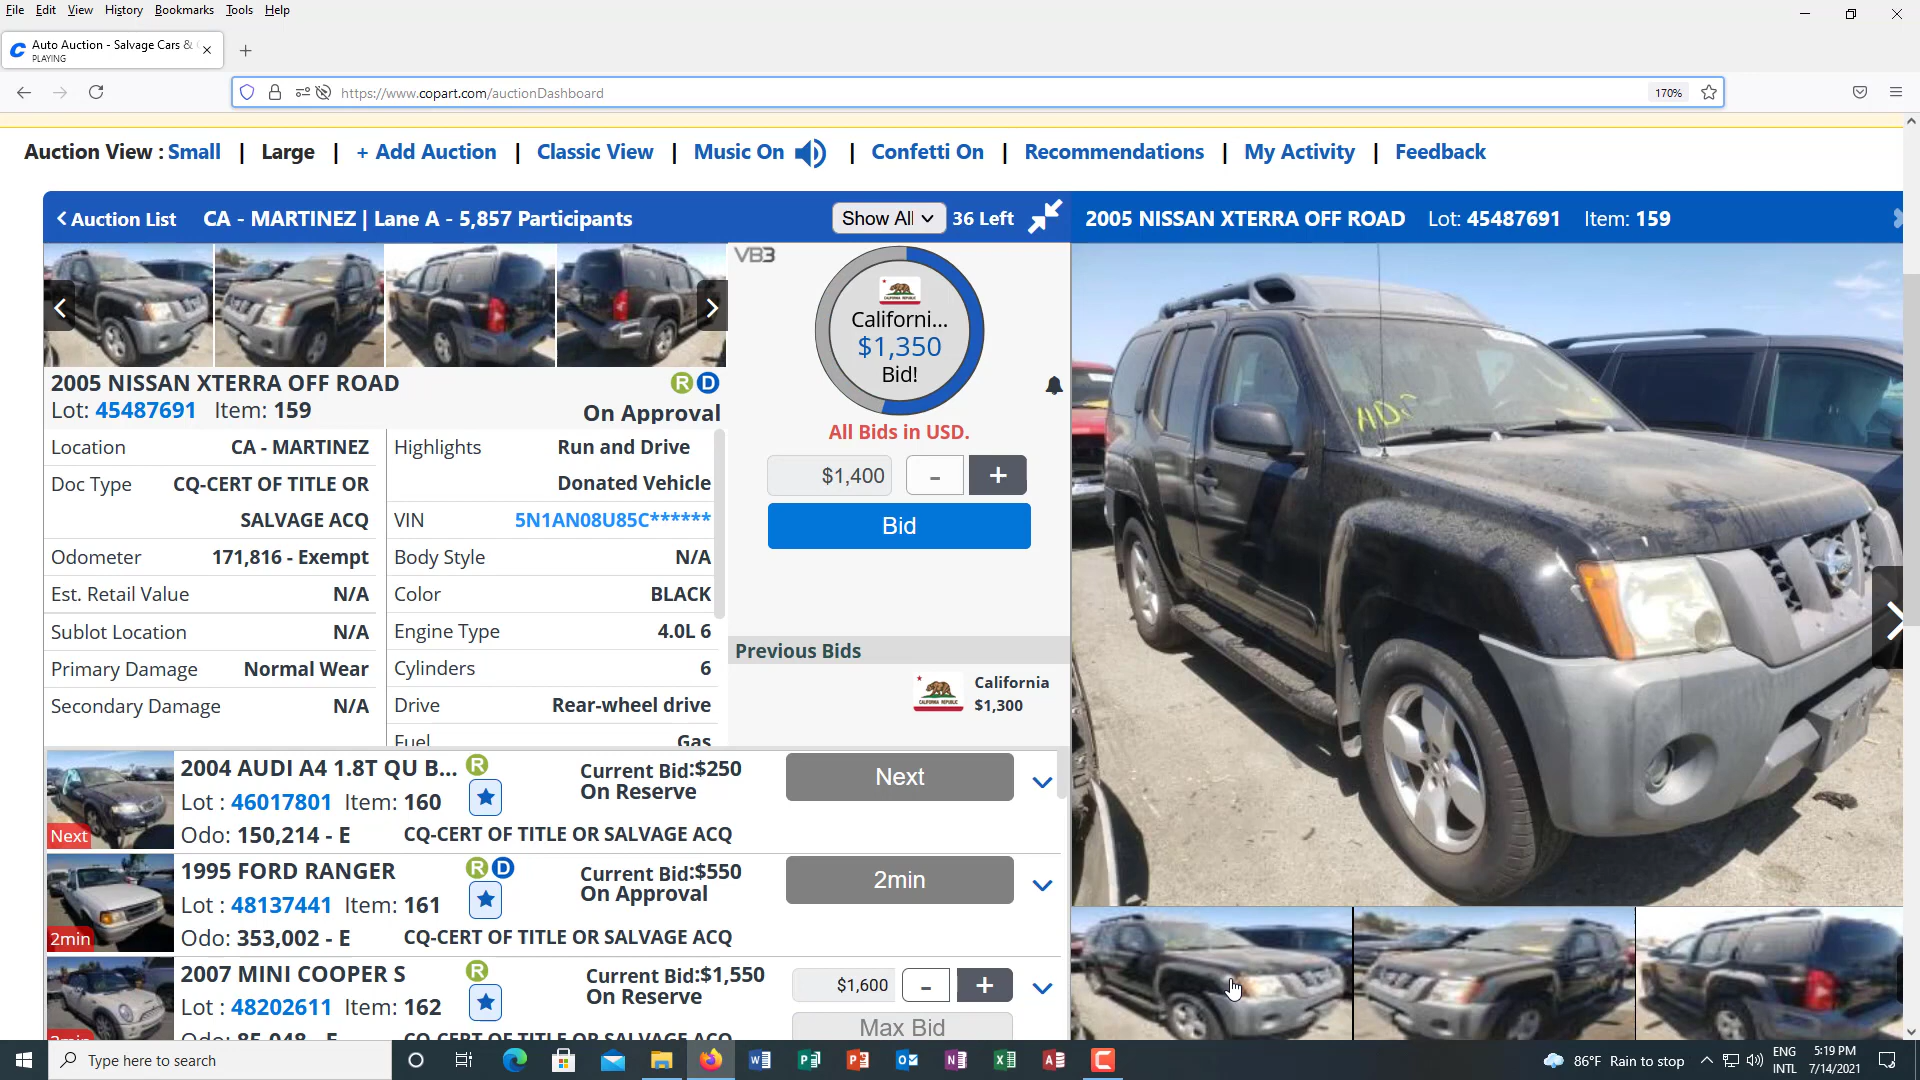 File Edit View History Bookmarks Tools Help
Auto Auction - Salvage Cars &
PLAYING
https://www.copart.com/auctionDashboard
170%
Auction View : Small | Large | + Add Auction | Classic View | Music On | Confetti On | Recommendations | My Activity | Feedback
Auction List CA - MARTINEZ | Lane A - 5,857 Participants Show All 36 Left
2005 NISSAN XTERRA OFF ROAD Lot: 45487691 Item: 159
VB3
Californi...
$1,350
Bid!
All Bids in USD.
$1,400 - +
Bid
Previous Bids
California
$1,300
2005 NISSAN XTERRA OFF ROAD R D
Lot: 45487691 Item: 159
On Approval
Location CA - MARTINEZ
Doc Type CQ-CERT OF TITLE OR
SALVAGE ACQ
Odometer 171,816 - Exempt
Est. Retail Value N/A
Sublot Location N/A
Primary Damage Normal Wear
Secondary Damage N/A
Highlights Run and Drive
Donated Vehicle
VIN 5N1AN08U85C******
Body Style N/A
Color BLACK
Engine Type 4.0L 6
Cylinders 6
Drive Rear-wheel drive
Fuel Gas
2004 AUDI A4 1.8T QU B... R
Lot : 46017801 Item: 160
Odo: 150,214 - E CQ-CERT OF TITLE OR SALVAGE ACQ
Current Bid:$250
On Reserve
Next
Next
1995 FORD RANGER R D
Lot : 48137441 Item: 161
Odo: 353,002 - E CQ-CERT OF TITLE OR SALVAGE ACQ
Current Bid:$550
On Approval
2min
2min
2007 MINI COOPER S R
Lot : 48202611 Item: 162
Odo: 85,048 - E CQ-CERT OF TITLE OR SALVAGE ACQ
Current Bid:$1,550
On Reserve
$1,600 - +
Max Bid
Type here to search
86°F Rain to stop
ENG
INTL
5:19 PM
7/14/2021